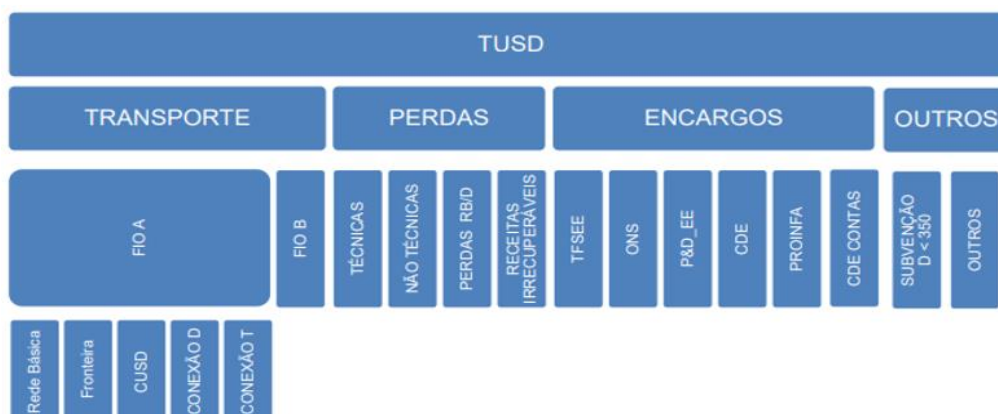 TUSD
TRANSPORTE
PERDAS
ENCARGOS
OUTROS
FIO A
FIO B
TÉCNICAS
NÃO TÉCNICAS
PERDAS RB/D
RECEITAS
IRRECUPERÁVEIS
TFSEE
ONS
P&D_EE
CDE
PROINFA
CDE CONTAS
SUBVENÇÃO
D < 350
OUTROS
Rede Básica
Fronteira
CUSD
CONEXÃO D
CONEXÃO T